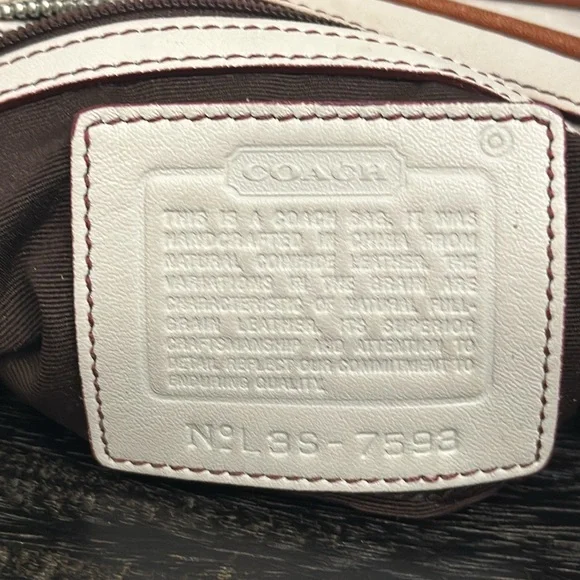 COACH
THIS IS A COACH BAG. IT WAS
HANDCRAFTED IN CHINA FROM
NATURAL COWHIDE LEATHER. THE
VARIATIONS IN THE GRAIN ARE
CHARACTERISTIC OF NATURAL FULL-
GRAIN LEATHER. ITS SUPERIOR
CRAFTSMANSHIP AND ATTENTION TO
DETAIL REFLECT OUR COMMITMENT TO
ENDURING QUALITY.
Nº L3S-7593